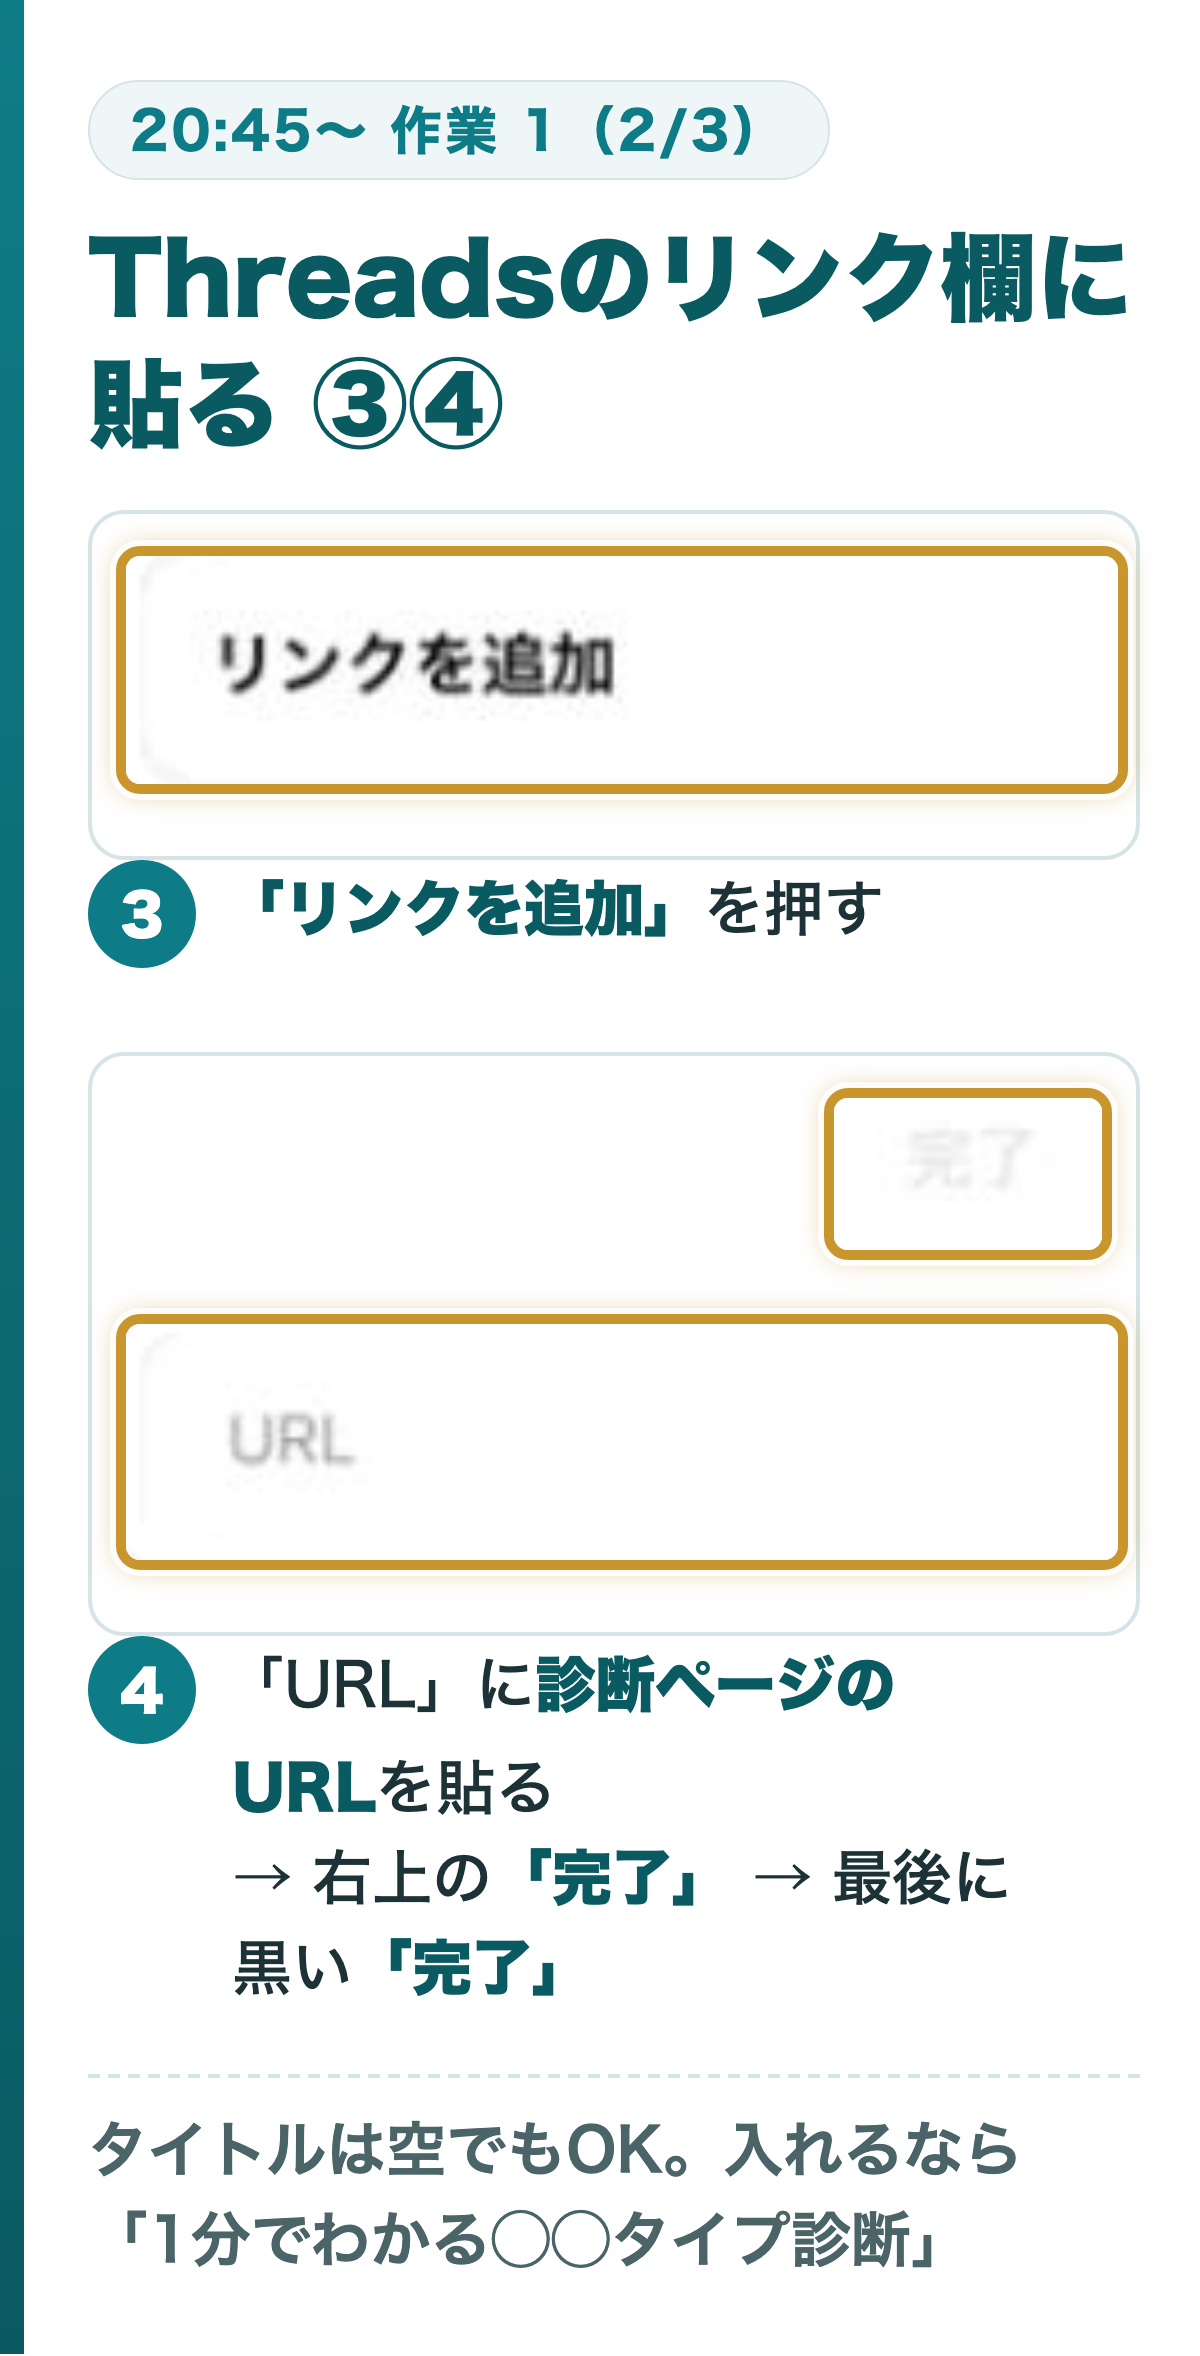 20:45〜 作業 1（2/3）
Threadsのリンク欄に
貼る ③④
リンクを追加
3 「リンクを追加」を押す
完了
URL
4 「URL」に診断ページの
URLを貼る
→ 右上の「完了」 → 最後に
黒い「完了」
タイトルは空でもOK。入れるなら
「1分でわかる◯◯タイプ診断」